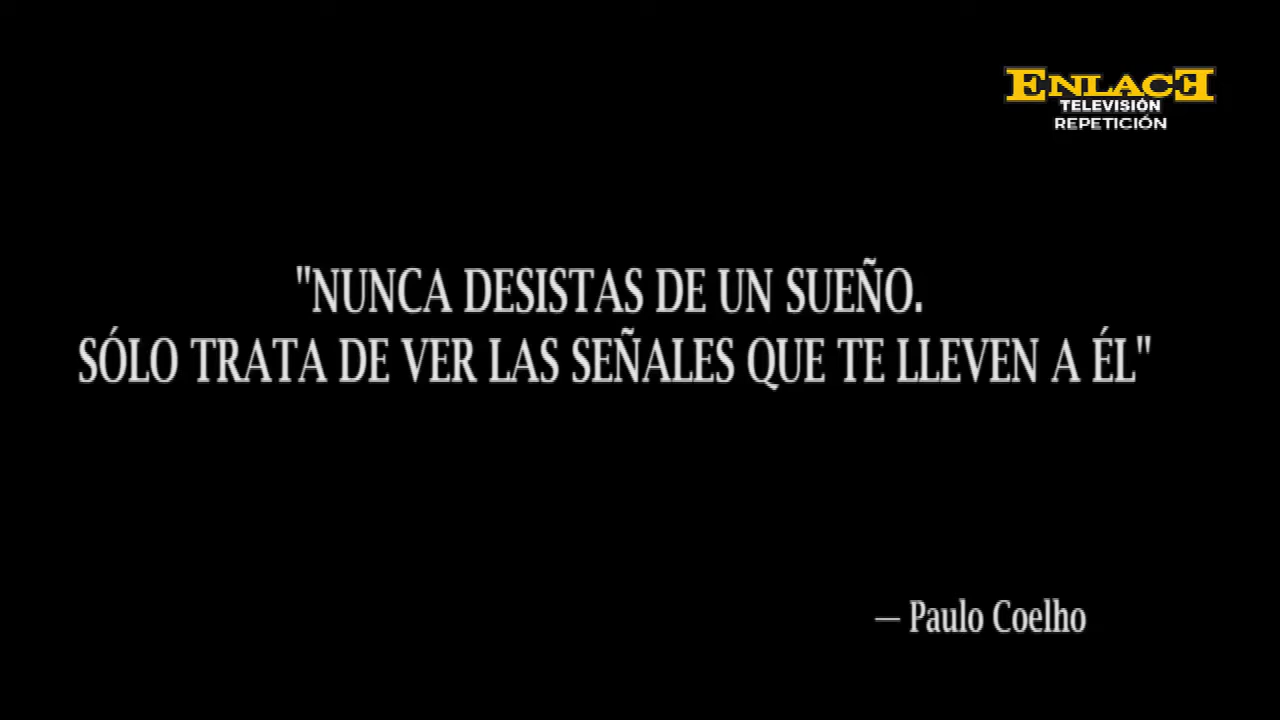 ENLACE
TELEVISIÓN
REPETICIÓN
"NUNCA DESISTAS DE UN SUEÑO.
SÓLO TRATA DE VER LAS SEÑALES QUE TE LLEVEN A ÉL"
— Paulo Coelho